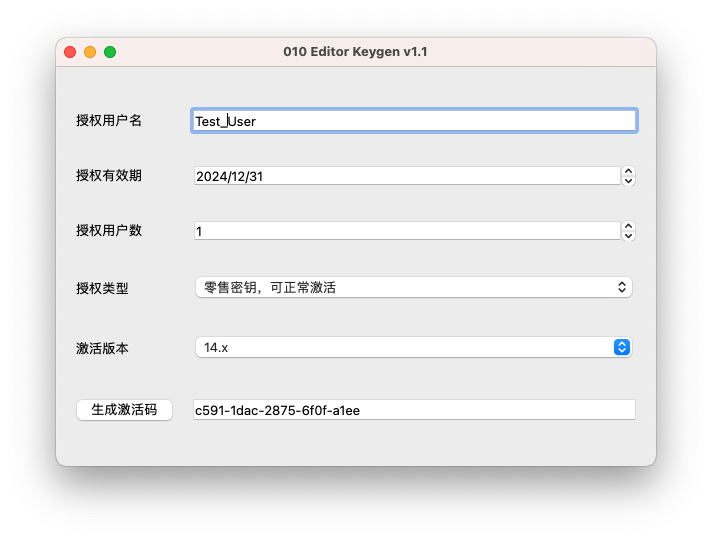 010 Editor Keygen v1.1
授权用户名 Test_User
授权有效期 2024/12/31
授权用户数 1
授权类型 零售密钥，可正常激活
激活版本 14.x
生成激活码 c591-1dac-2875-6f0f-a1ee